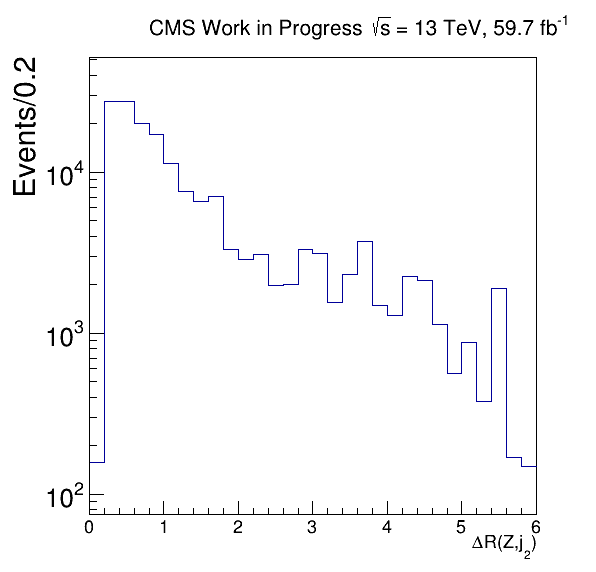 CMS Work in Progress √s = 13 TeV, 59.7 fb⁻¹
Events/0.2
10⁴
10³
10²
0 1 2 3 4 5 6
ΔR(Z,j₂)